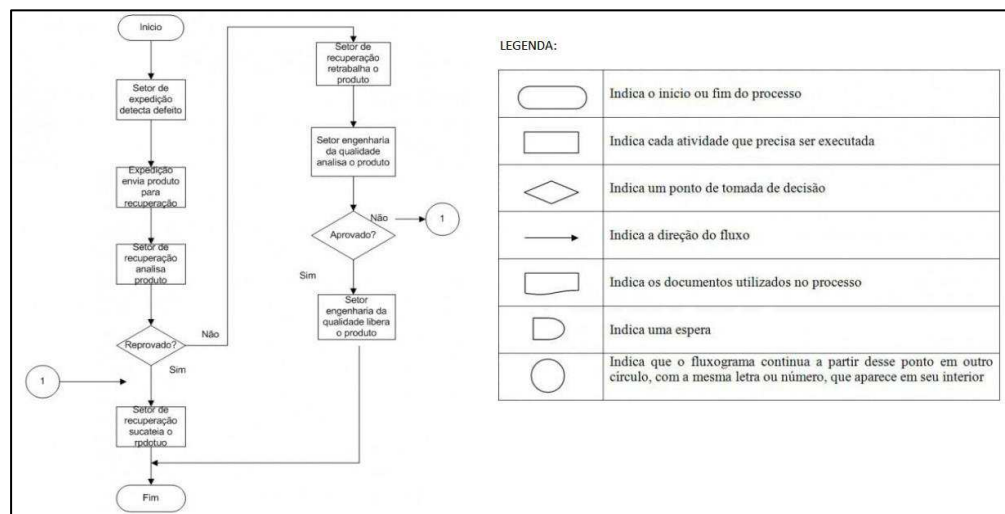 Inicio
Setor de
expedição
detecta defeito
Expedição
envia produto
para
recuperação
Setor de
recuperação
analisa
produto
Reprovado?
Não
Sim
1
Setor de
recuperação
sucateia o
rpdotuo
Fim
Setor de
recuperação
retrabalha o
produto
Setor engenharia
da qualidade
analisa o produto
Aprovado?
Não
1
Sim
Setor
engenharia da
qualidade libera
o produto
LEGENDA:
Indica o inicio ou fim do processo
Indica cada atividade que precisa ser executada
Indica um ponto de tomada de decisão
Indica a direção do fluxo
Indica os documentos utilizados no processo
Indica uma espera
Indica que o fluxograma continua a partir desse ponto em outro
círculo, com a mesma letra ou número, que aparece em seu interior